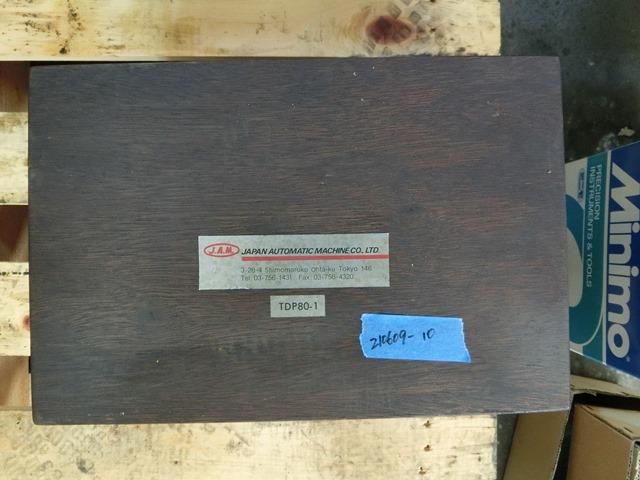 J.A.M. JAPAN AUTOMATIC MACHINE CO., LTD.
3-28-4 Shimomaruko Ohta-ku Tokyo 146
Tel. 03-756-1431 Fax. 03-756-4320
TDP80-1
210609-10
PRECISION
INSTRUMENTS & TOOLS
Minimo